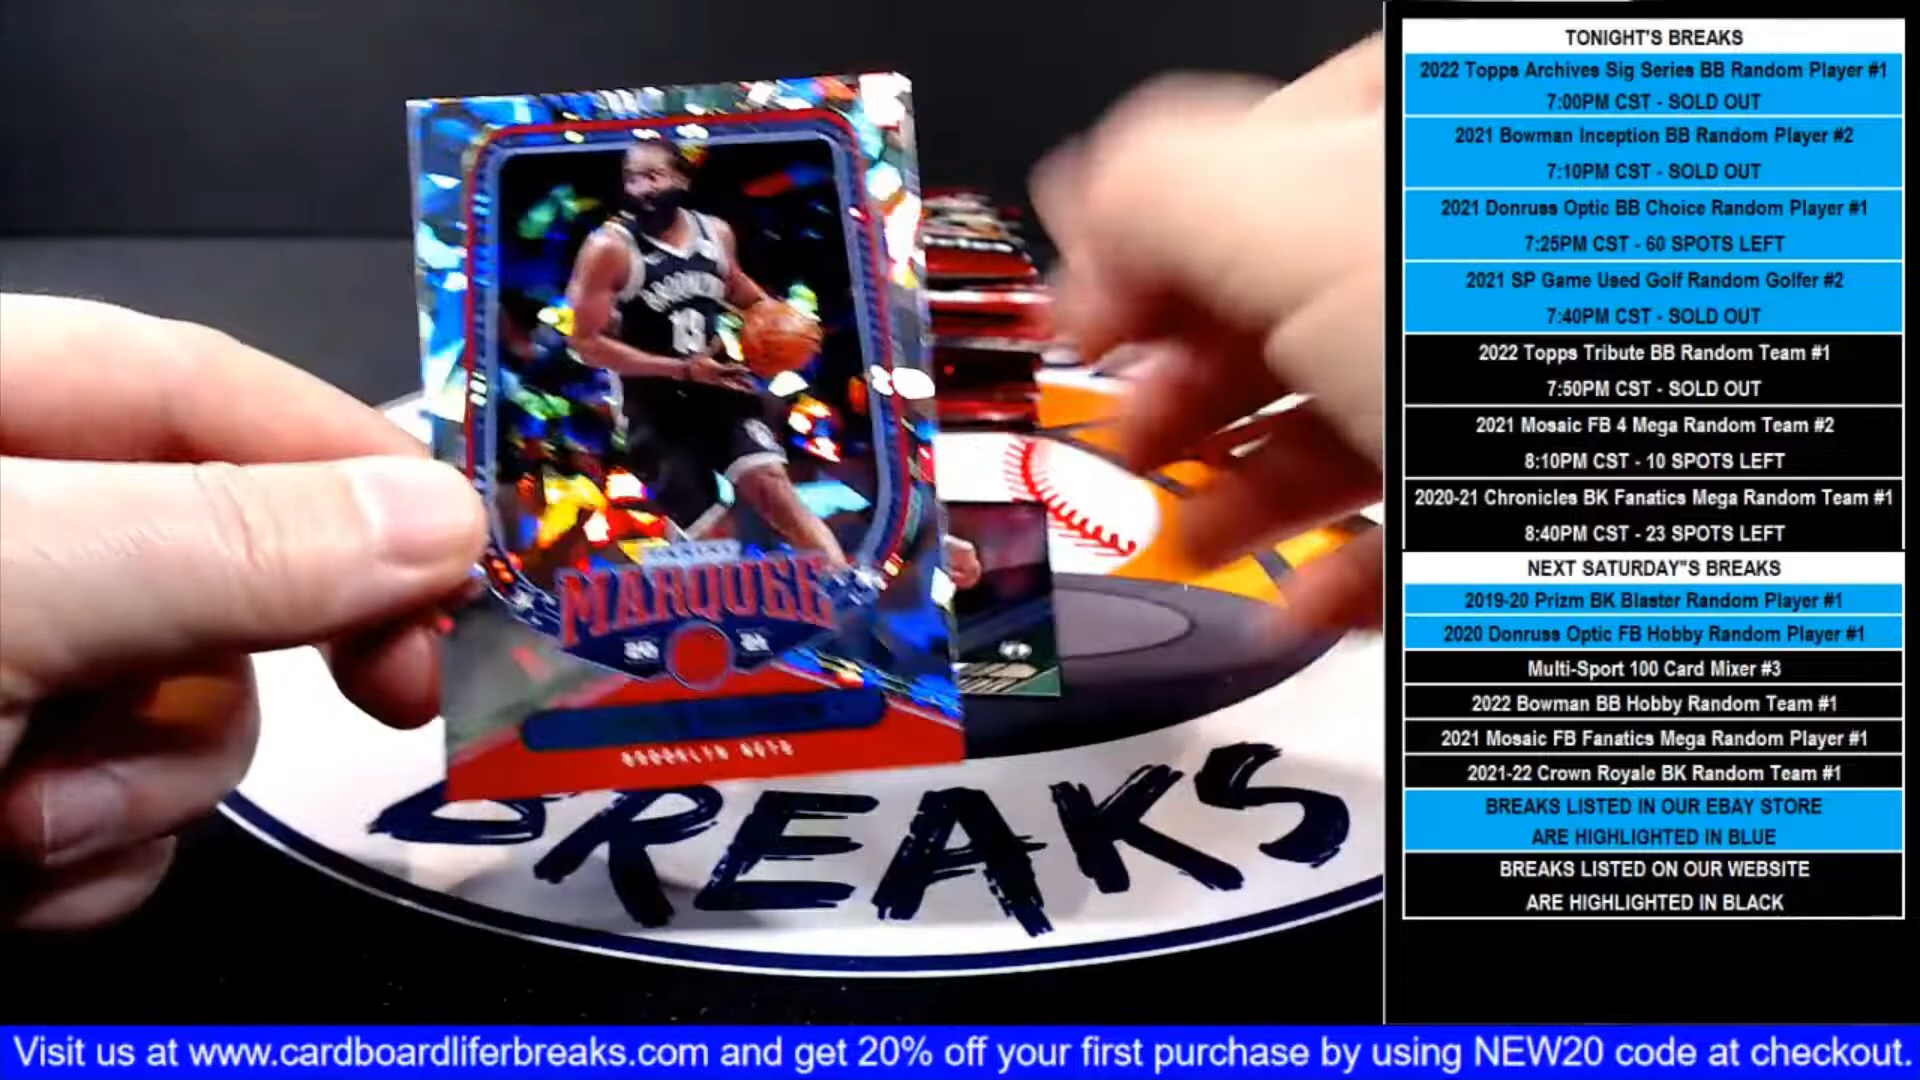 BROOKLYN
13
PANINI
MARQUEE
20 21
BROOKLYN NETS
BREAKS
TONIGHT'S BREAKS
2022 Topps Archives Sig Series BB Random Player #1
7:00PM CST - SOLD OUT
2021 Bowman Inception BB Random Player #2
7:10PM CST - SOLD OUT
2021 Donruss Optic BB Choice Random Player #1
7:25PM CST - 60 SPOTS LEFT
2021 SP Game Used Golf Random Golfer #2
7:40PM CST - SOLD OUT
2022 Topps Tribute BB Random Team #1
7:50PM CST - SOLD OUT
2021 Mosaic FB 4 Mega Random Team #2
8:10PM CST - 10 SPOTS LEFT
2020-21 Chronicles BK Fanatics Mega Random Team #1
8:40PM CST - 23 SPOTS LEFT
NEXT SATURDAY"S BREAKS
2019-20 Prizm BK Blaster Random Player #1
2020 Donruss Optic FB Hobby Random Player #1
Multi-Sport 100 Card Mixer #3
2022 Bowman BB Hobby Random Team #1
2021 Mosaic FB Fanatics Mega Random Player #1
2021-22 Crown Royale BK Random Team #1
BREAKS LISTED IN OUR EBAY STORE
ARE HIGHLIGHTED IN BLUE
BREAKS LISTED ON OUR WEBSITE
ARE HIGHLIGHTED IN BLACK
Visit us at www.cardboardliferbreaks.com and get 20% off your first purchase by using NEW20 code at checkout.